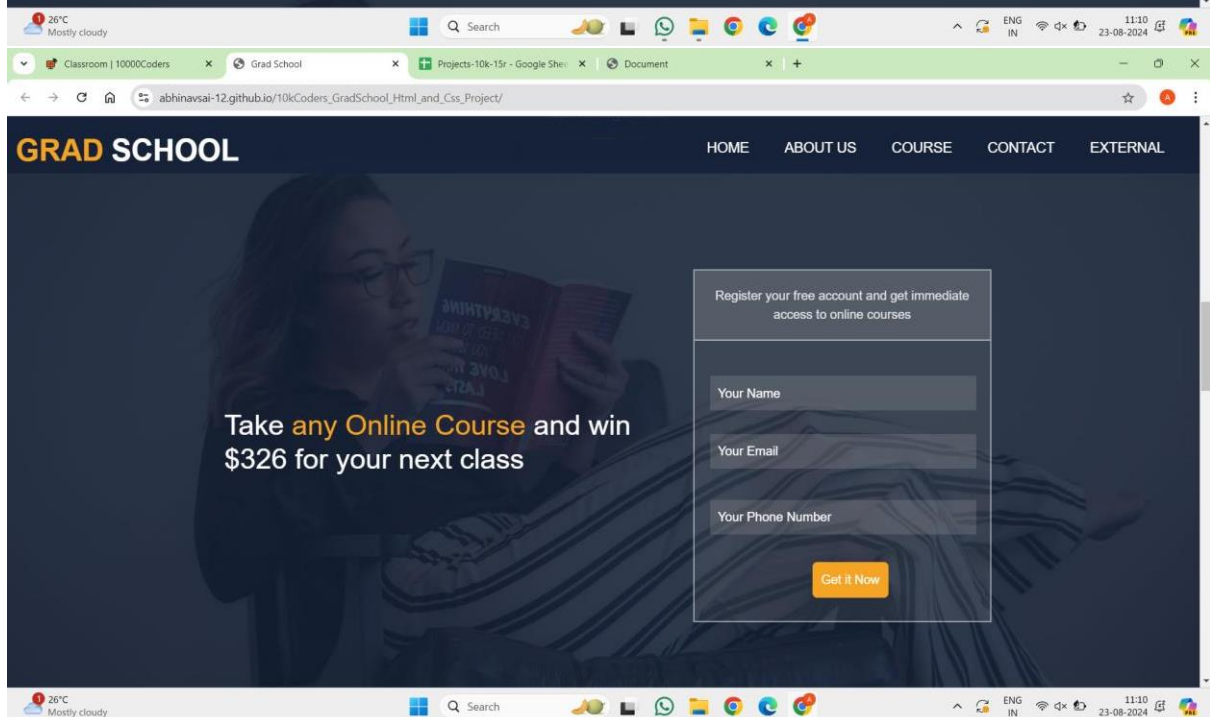 26°C
Mostly cloudy
Search
ENG
IN
11:10
23-08-2024
Classroom | 10000Coders
Grad School
Projects-10k-15r - Google Shee
Document
abhinavsai-12.github.io/10kCoders_GradSchool_Html_and_Css_Project/
GRAD SCHOOL
HOME ABOUT US COURSE CONTACT EXTERNAL
EVERYTHING
LOVE
Register your free account and get immediate
access to online courses
Your Name
Take any Online Course and win
$326 for your next class
Your Email
Your Phone Number
Get it Now
26°C
Mostly cloudy
Search
ENG
IN
11:10
23-08-2024